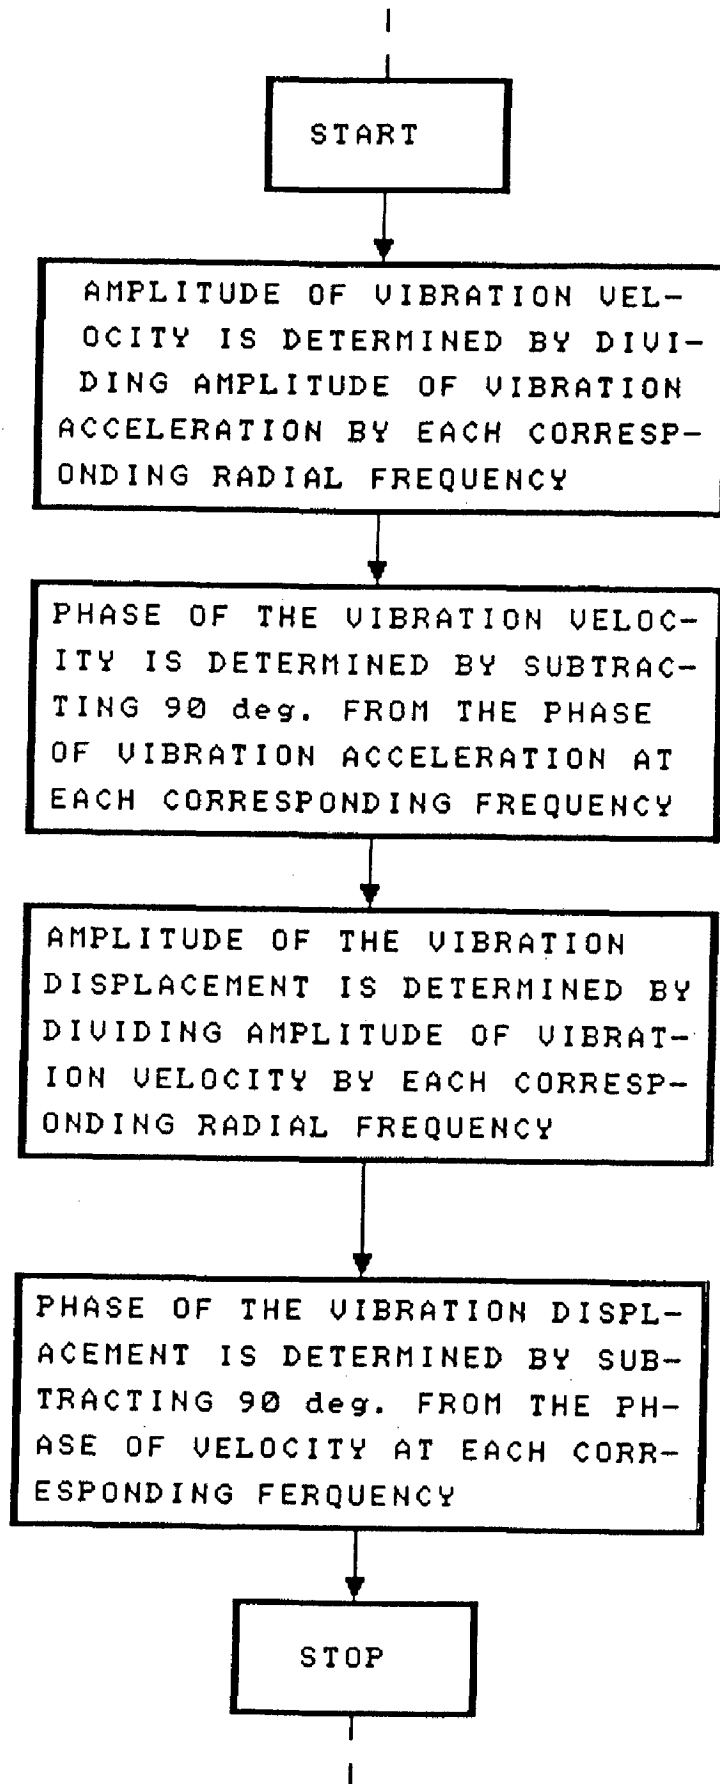 START
AMPLITUDE OF VIBRATION VEL-
OCITY IS DETERMINED BY DIVI-
DING AMPLITUDE OF VIBRATION
ACCELERATION BY EACH CORRESP-
ONDING RADIAL FREQUENCY
PHASE OF THE VIBRATION VELOC-
ITY IS DETERMINED BY SUBTRAC-
TING 90 deg. FROM THE PHASE
OF VIBRATION ACCELERATION AT
EACH CORRESPONDING FREQUENCY
AMPLITUDE OF THE VIBRATION
DISPLACEMENT IS DETERMINED BY
DIVIDING AMPLITUDE OF VIBRAT-
ION VELOCITY BY EACH CORRESP-
ONDING RADIAL FREQUENCY
PHASE OF THE VIBRATION DISPL-
ACEMENT IS DETERMINED BY SUB-
TRACTING 90 deg. FROM THE PH-
ASE OF VELOCITY AT EACH CORR-
ESPONDING FERQUENCY
STOP